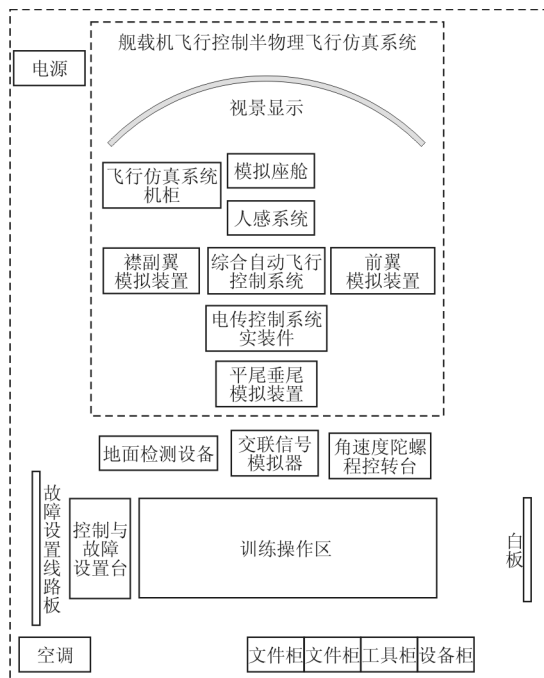 舰载机飞行控制半物理飞行仿真系统
电源
视景显示
飞行仿真系统
机柜
模拟座舱
人感系统
襟副翼
模拟装置
综合自动飞行
控制系统
前翼
模拟装置
电传控制系统
实装件
平尾垂尾
模拟装置
地面检测设备
交联信号
模拟器
角速度陀螺
程控转台
故障设置线路板
控制与
故障
设置台
训练操作区
白板
空调
文件柜
文件柜
工具柜
设备柜